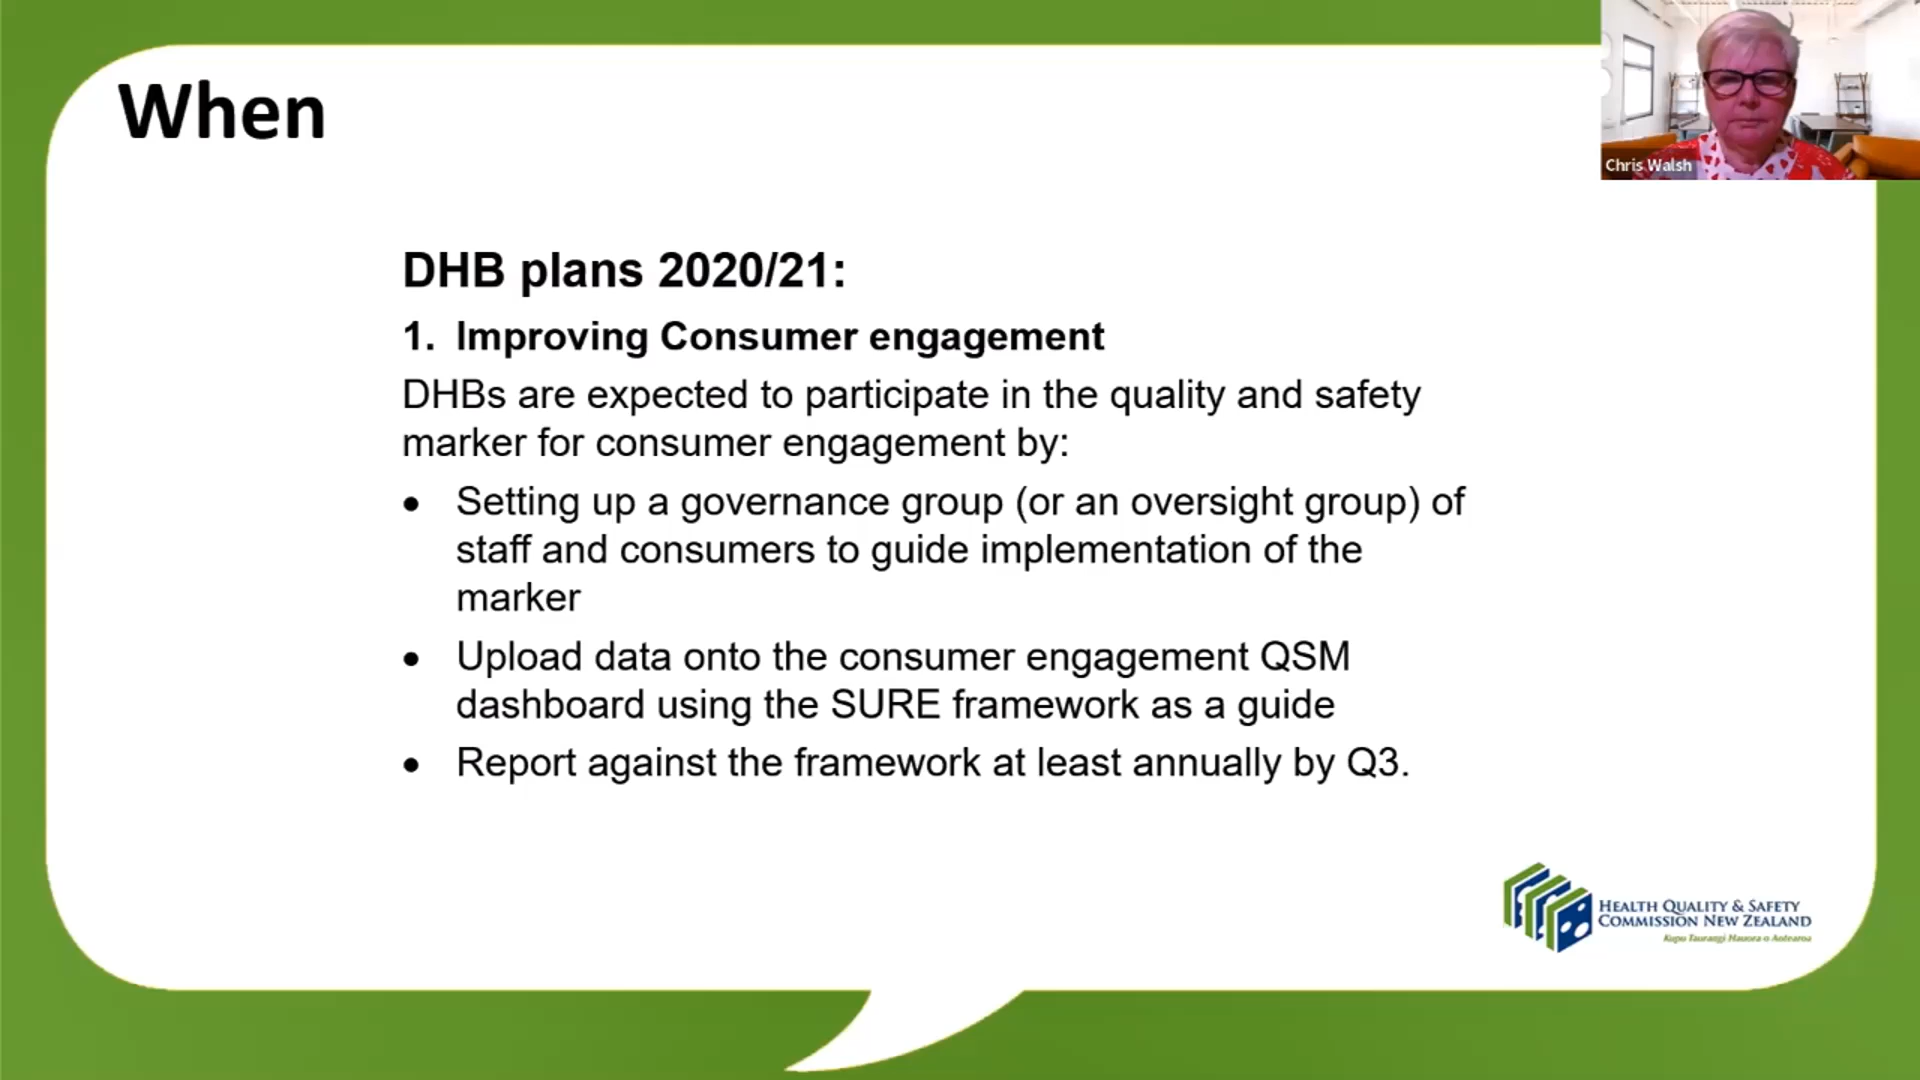 When
Chris Walsh
DHB plans 2020/21:
1. Improving Consumer engagement
DHBs are expected to participate in the quality and safety
marker for consumer engagement by:
• Setting up a governance group (or an oversight group) of
staff and consumers to guide implementation of the
marker
• Upload data onto the consumer engagement QSM
dashboard using the SURE framework as a guide
• Report against the framework at least annually by Q3.
HEALTH QUALITY & SAFETY
COMMISSION NEW ZEALAND
Kupu Taurangi Hauora o Aotearoa